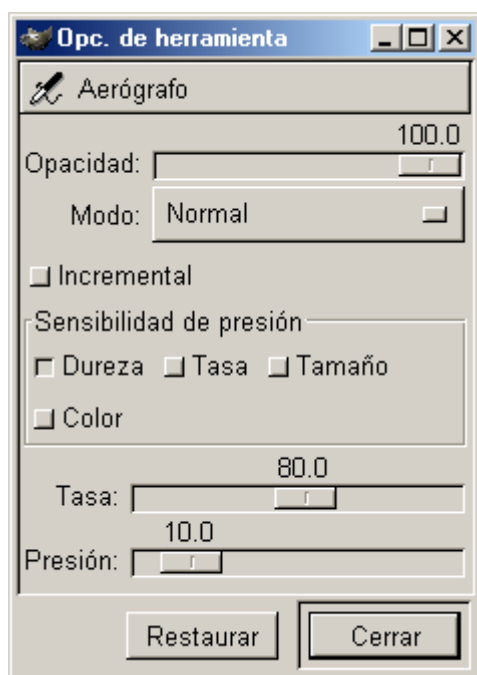 Opc. de herramienta
Aerógrafo
100.0
Opacidad:
Modo: Normal
Incremental
Sensibilidad de presión
Dureza Tasa Tamaño
Color
80.0
Tasa:
10.0
Presión:
Restaurar Cerrar